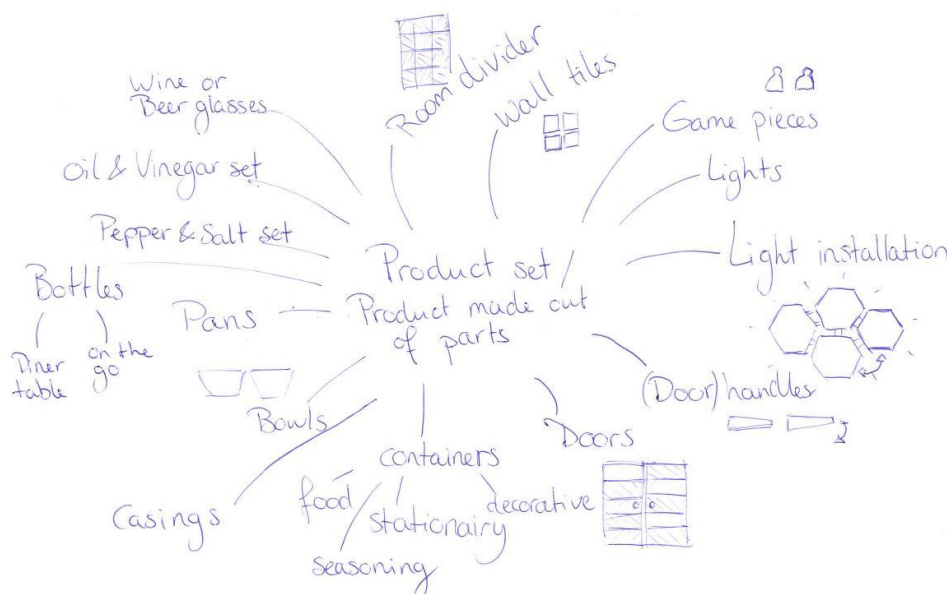 Wine or
Beer glasses
Oil & Vinegar set
Pepper & Salt set
Bottles
Diner
table
on the
go
Pans
Bowls
Casings
Room divider
Wall tiles
Game pieces
Lights
Light installation
Product set
Product made out
of parts
(Door) handles
Doors
containers
food
stationairy
seasoning
decorative